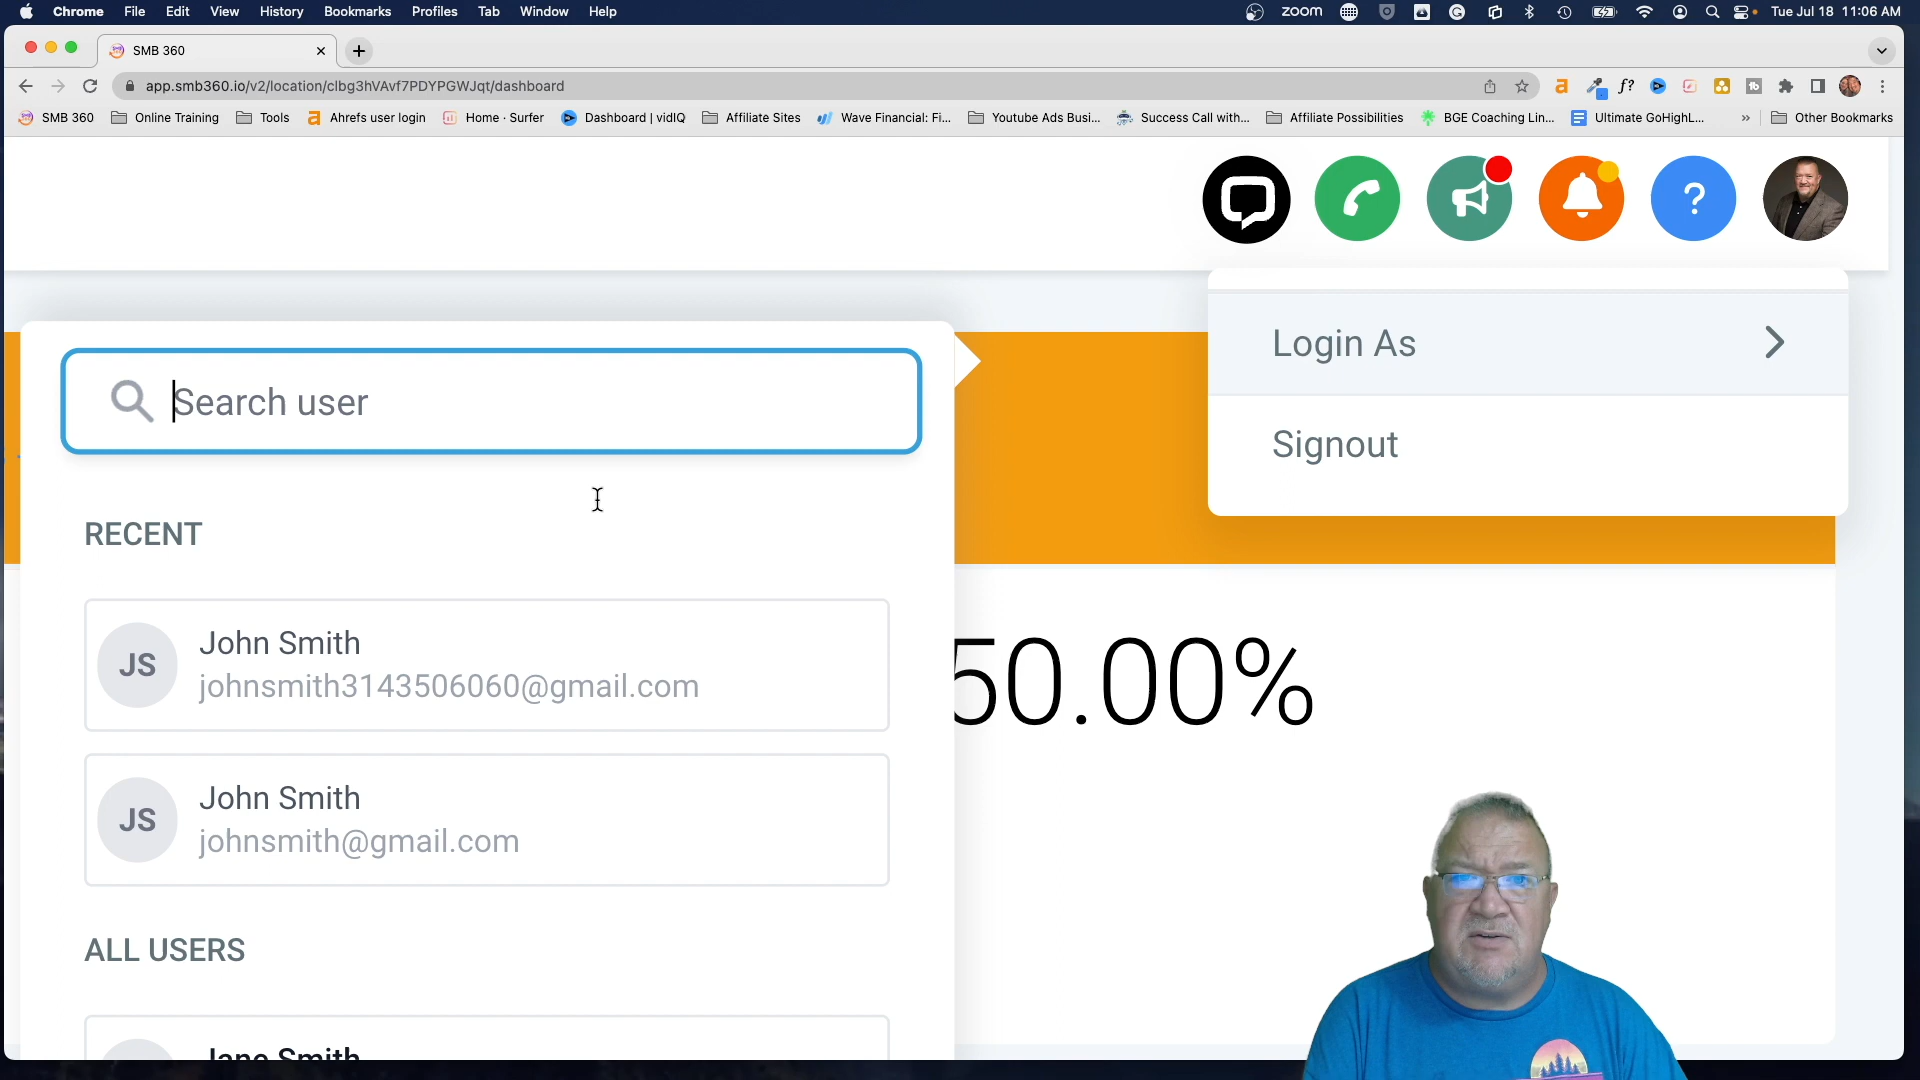 Chrome File Edit View History Bookmarks Profiles Tab Window Help zoom Tue Jul 18 11:06 AM
SMB 360
app.smb360.io/v2/location/clbg3hVAvf7PDYPGWJqt/dashboard
SMB 360 Online Training Tools Ahrefs user login Home · Surfer Dashboard | vidIQ Affiliate Sites Wave Financial: Fi... Youtube Ads Busi... Success Call with... Affiliate Possibilities BGE Coaching Lin... Ultimate GoHighL... » Other Bookmarks
Login As
Signout
Search user
RECENT
JS
John Smith
johnsmith3143506060@gmail.com
JS
John Smith
johnsmith@gmail.com
ALL USERS
Jane Smith
50.00%